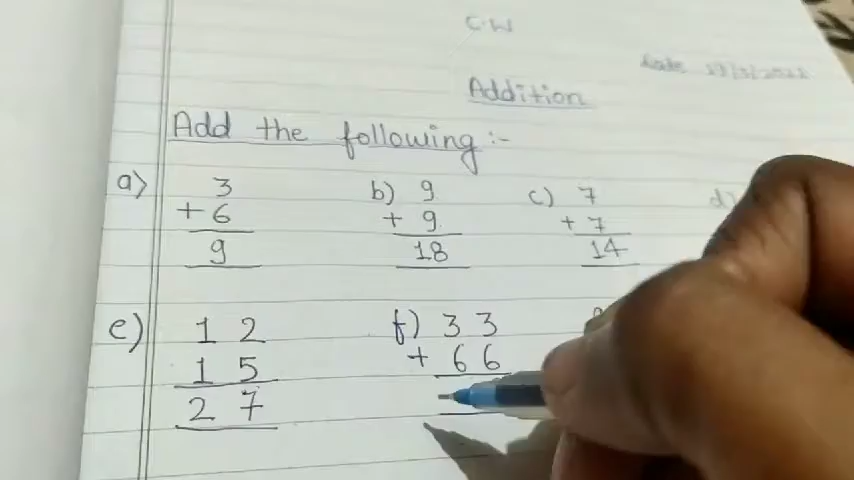 C.W
Date
Addition
Add the following :-
a) 3 b) 9 c) 7 d)
+ 6 + 9 + 7
9 18 14
e) 1 2 f) 3 3
1 5 + 6 6
2 7